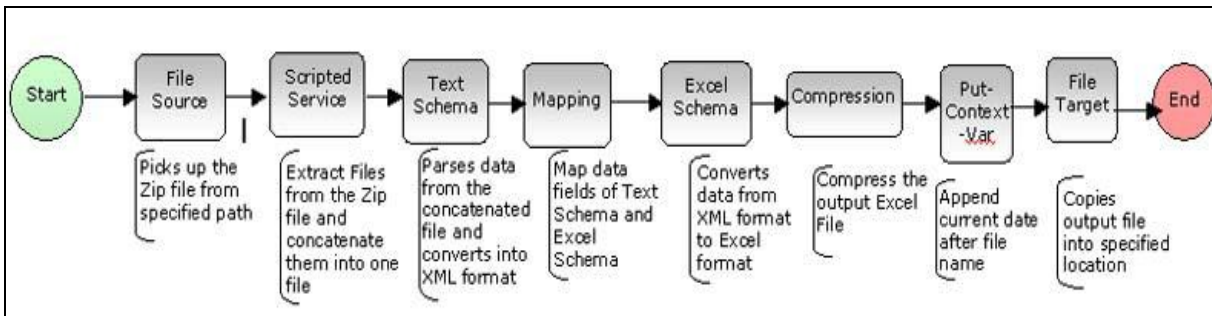 Start
File
Source
Scripted
Service
Text
Schema
Mapping
Excel
Schema
Compression
Put-
Context
-Var
File
Target
End
Picks up the
Zip file from
specified path
Extract Files
from the Zip
file and
concatenate
them into one
file
Parses data
from the
concatenated
file and
converts into
XML format
Map data
fields of Text
Schema and
Excel
Schema
Converts
data from
XML format
to Excel
format
Compress the
output Excel
File
Append
current date
after file
name
Copies
output file
into specified
location